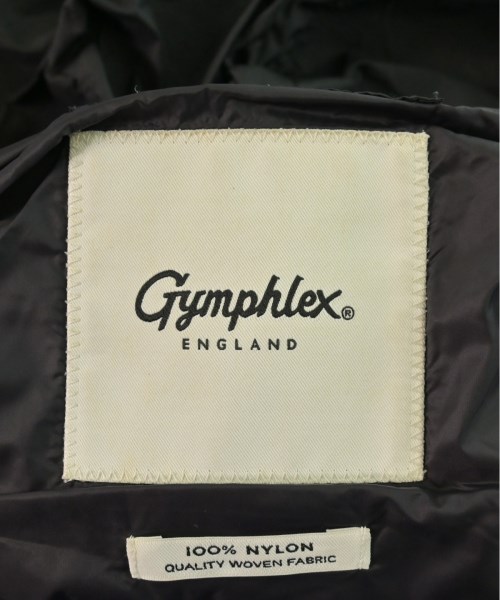 Gymphlex®
ENGLAND
100% NYLON
QUALITY WOVEN FABRIC